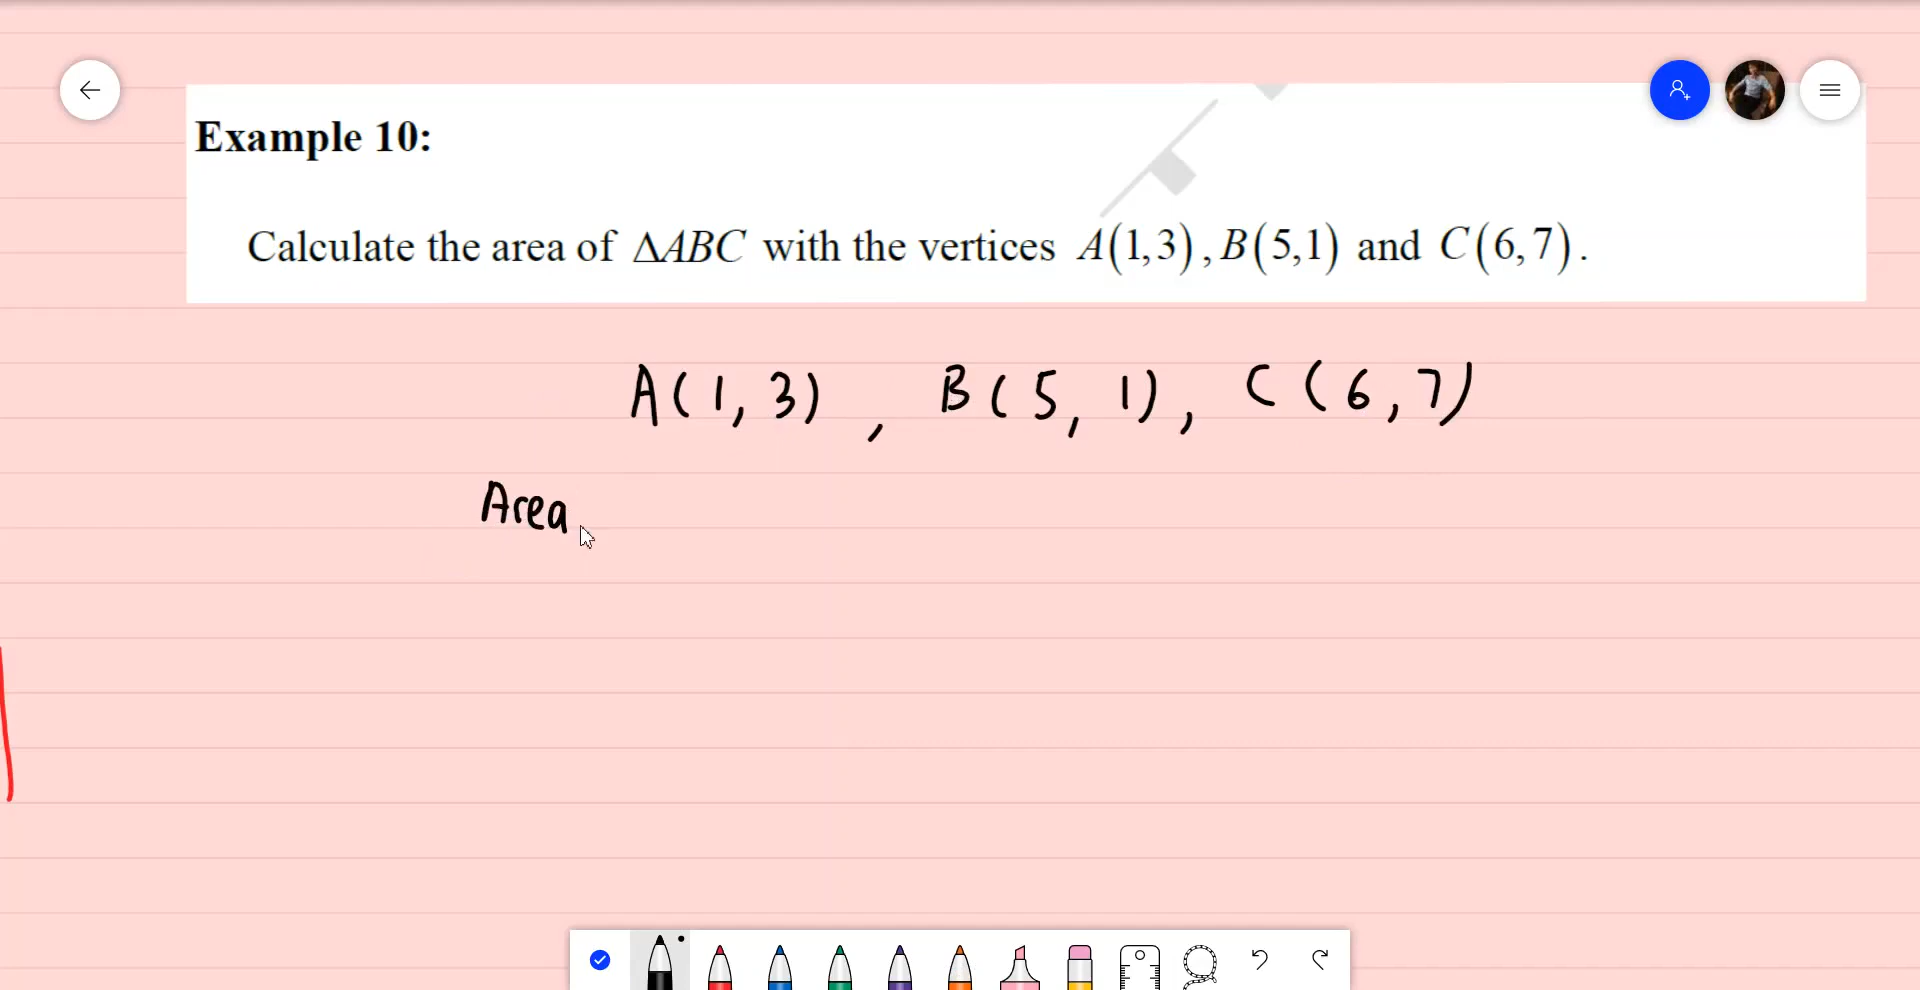 Example 10:
Calculate the area of ΔABC with the vertices A(1,3), B(5,1) and C(6,7).
A(1,3), B(5,1), C(6,7)
Area